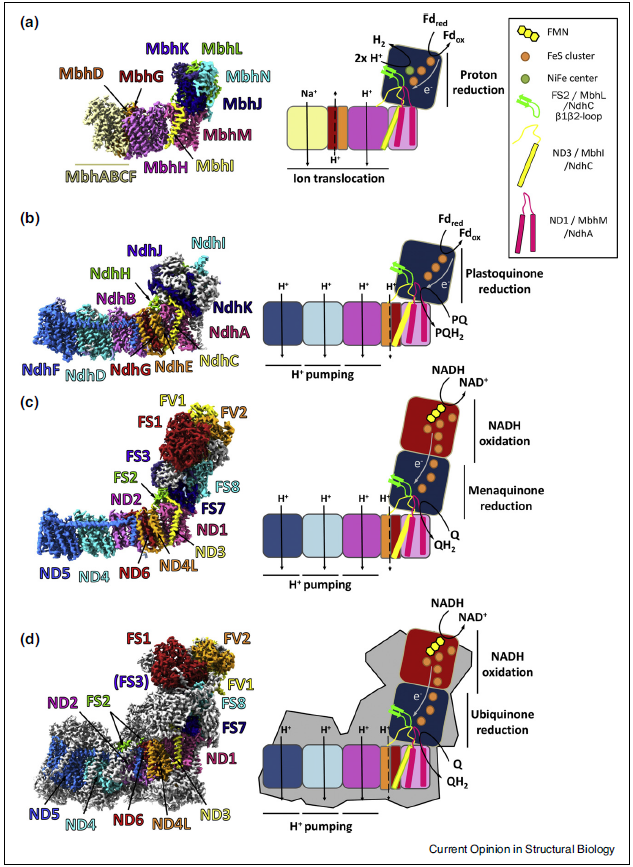 (a)
MbhK
MbhL
MbhD
MbhG
MbhN
MbhJ
MbhM
MbhH
MbhI
MbhABCF
H2
Fdred
Fdox
2x H+
e-
Proton
reduction
Na+
H+
H+
Ion translocation
FMN
FeS cluster
NiFe center
FS2 / MbhL
/NdhC
β1β2-loop
ND3 / MbhI
/NdhC
ND1 / MbhM
/NdhA
(b)
NdhJ
NdhI
NdhH
NdhB
NdhK
NdhA
NdhC
NdhE
NdhG
NdhD
NdhF
Fdred
Fdox
e-
Plastoquinone
reduction
H+
H+
H+
H+
PQ
PQH2
H+ pumping
(c)
FV1
FS1
FV2
FS3
FS2
FS8
ND2
FS7
ND1
ND3
ND5
ND4
ND6
ND4L
NADH
NAD+
NADH
oxidation
e-
Menaquinone
reduction
H+
H+
H+
H+
Q
QH2
H+ pumping
(d)
FS1
FV2
(FS3)
FV1
ND2
FS2
FS8
FS7
ND1
ND5
ND4
ND6
ND4L
ND3
NADH
NAD+
NADH
oxidation
e-
Ubiquinone
reduction
H+
H+
H+
H+
Q
QH2
H+ pumping
Current Opinion in Structural Biology